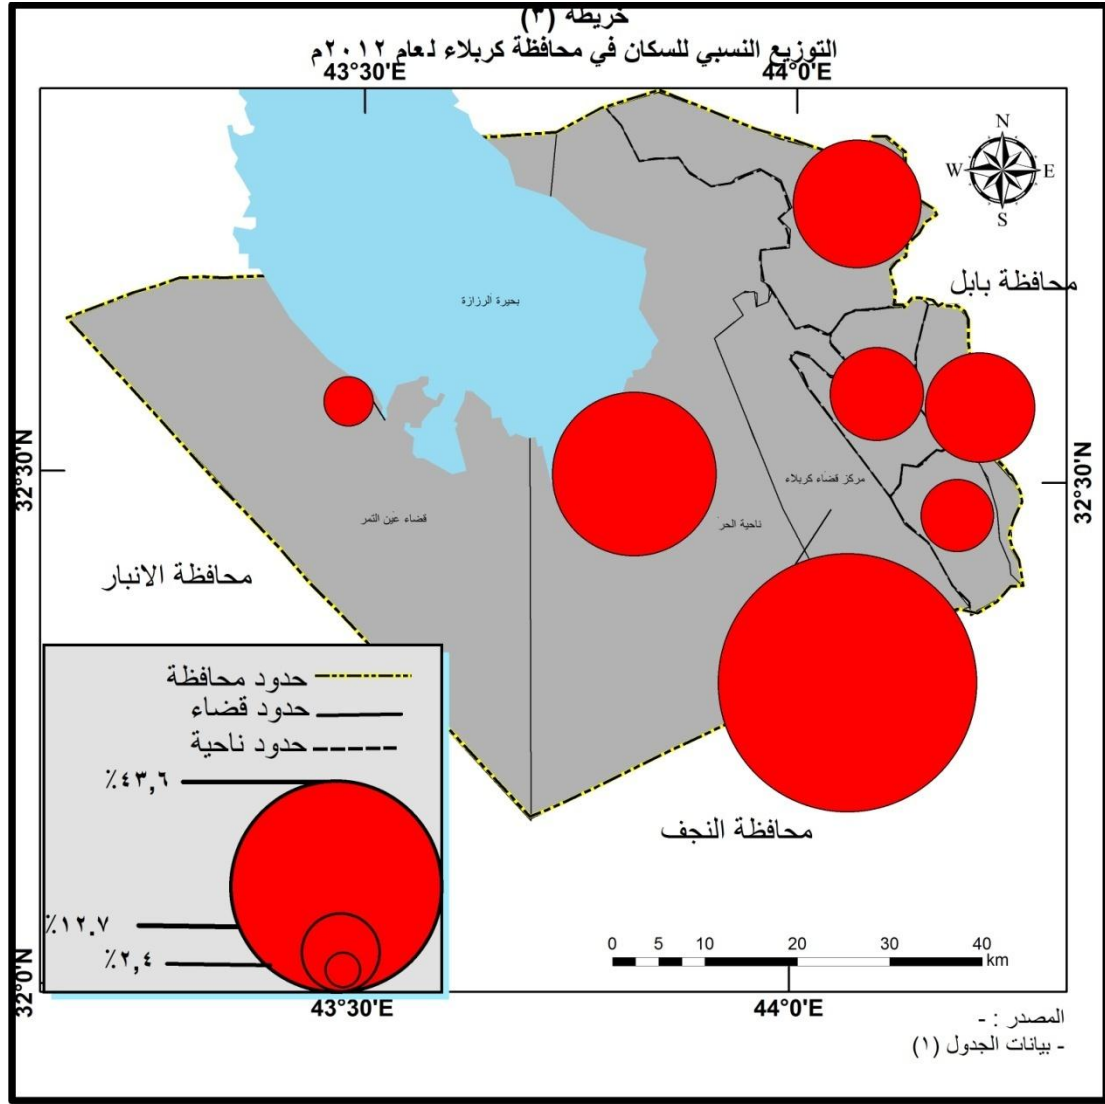 خريطة (٣)
التوزيع النسبي للسكان في محافظة كربلاء لعام ٢٠١٢م
43°30'E
44°0'E
N
W
E
S
محافظة بابل
بحيرة الرزازة
32°30'N
32°30'N
مركز قضاء كربلاء
قضاء عين التمر
ناحية الحر
محافظة الانبار
حدود محافظة
حدود قضاء
حدود ناحية
٪٤٣,٦
٪١٢.٧
٪٢,٤
محافظة النجف
0 5 10 20 30 40
km
32°0'N
43°30'E
44°0'E
المصدر : -
- بيانات الجدول (١)